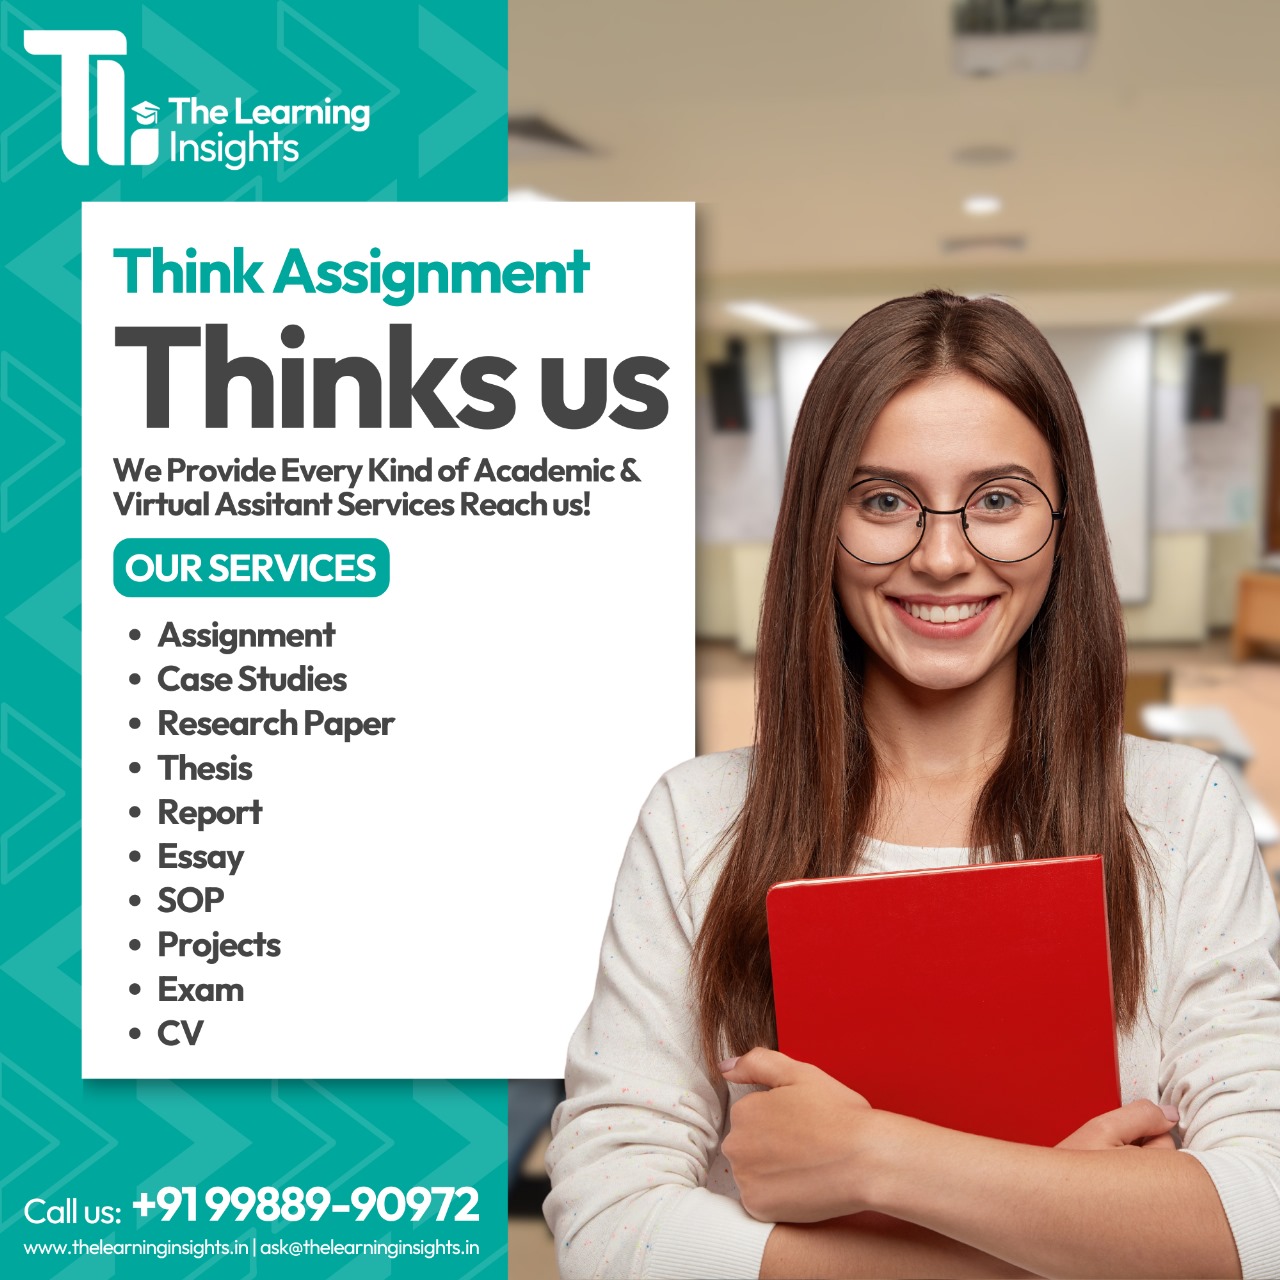 The Learning
Insights
Think Assignment
Thinks us
We Provide Every Kind of Academic &
Virtual Assitant Services Reach us!
OUR SERVICES
• Assignment
• Case Studies
• Research Paper
• Thesis
• Report
• Essay
• SOP
• Projects
• Exam
• CV
Call us: +91 99889-90972
www.thelearninginsights.in | ask@thelearninginsights.in